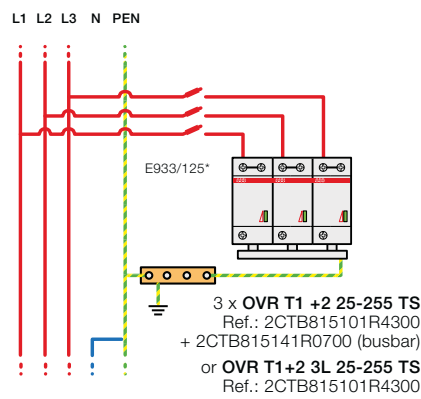 L1 L2 L3 N PEN
E933/125*
3 x OVR T1 +2 25-255 TS
Ref.: 2CTB815101R4300
+ 2CTB815141R0700 (busbar)
or OVR T1+2 3L 25-255 TS
Ref.: 2CTB815101R4300